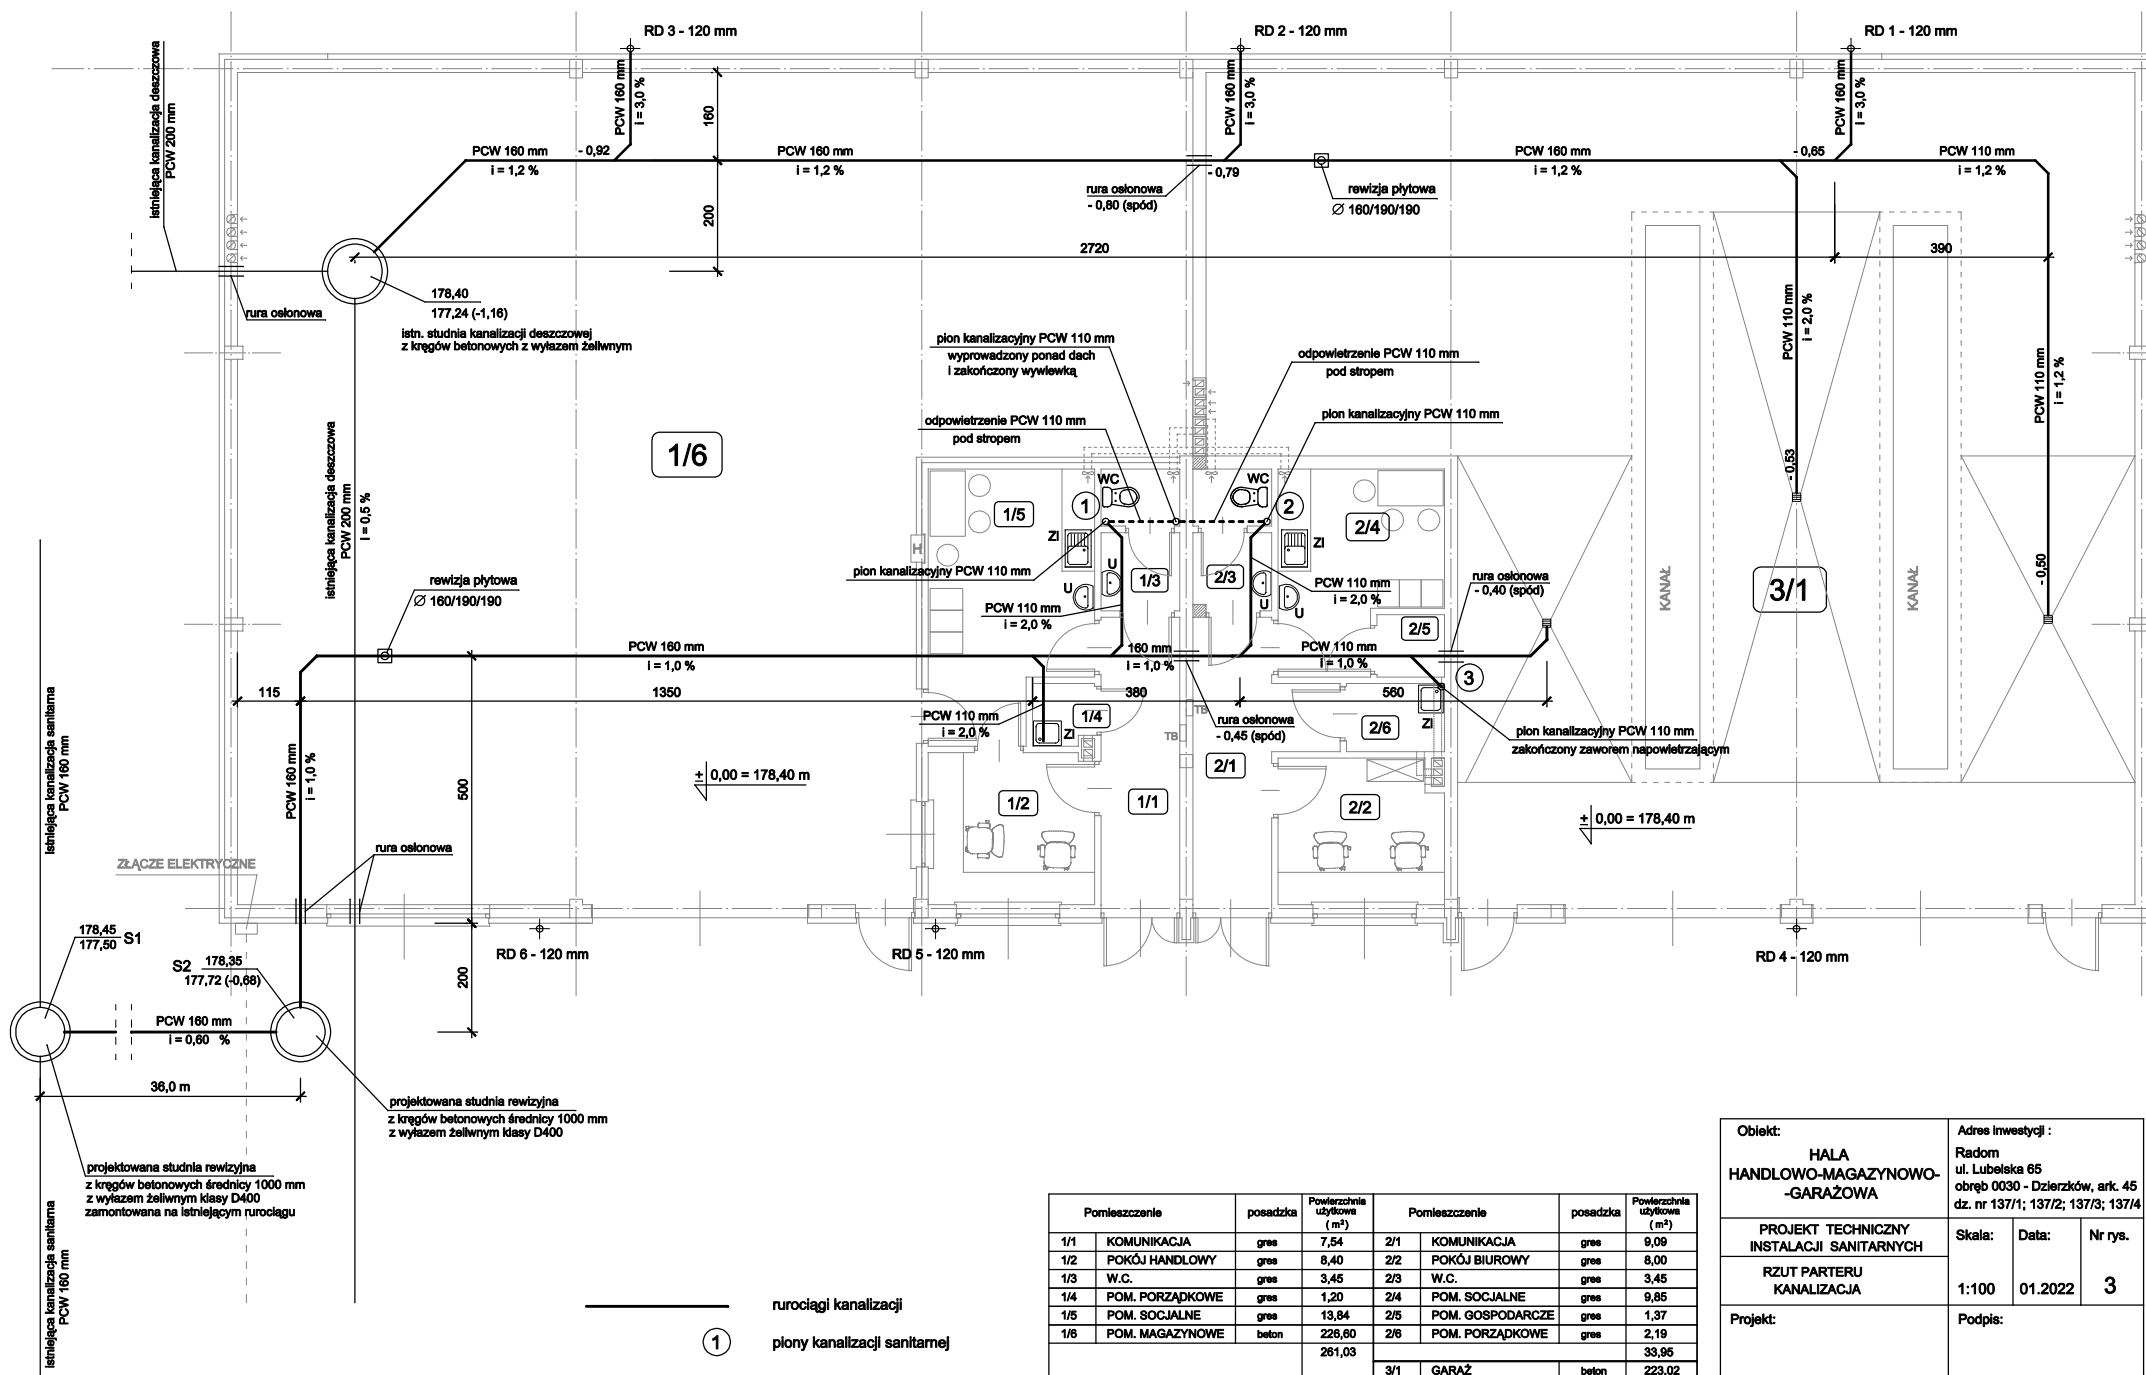 RD 3 - 120 mm
RD 2 - 120 mm
RD 1 - 120 mm
istniejąca kanalizacja deszczowa
PCW 200 mm
PCW 160 mm
i = 3,0 %
160
PCW 160 mm
i = 3,0 %
PCW 160 mm
i = 3,0 %
PCW 160 mm
i = 1,2 %
- 0,92
PCW 160 mm
i = 1,2 %
- 0,79
PCW 160 mm
i = 1,2 %
- 0,65
PCW 110 mm
i = 1,2 %
rura osłonowa
- 0,80 (spód)
rewizja płytowa
Ø 160/190/190
200
2720
390
178,40
177,24 (-1,16)
rura osłonowa
istn. studnia kanalizacji deszczowej
z kręgów betonowych z wyłazem żeliwnym
pion kanalizacyjny PCW 110 mm
wyprowadzony ponad dach
i zakończony wywiewką
odpowietrzenie PCW 110 mm
pod stropem
PCW 110 mm
i = 2,0 %
PCW 110 mm
i = 1,2 %
odpowietrzenie PCW 110 mm
pod stropem
pion kanalizacyjny PCW 110 mm
istniejąca kanalizacja deszczowa
PCW 200 mm
i = 0,5 %
1/6
- 0,53
- 0,50
WC
WC
1
2
1/5
2/4
H
ZI
ZI
pion kanalizacyjny PCW 110 mm
U
U
1/3
2/3
U
U
PCW 110 mm
i = 2,0 %
PCW 110 mm
i = 2,0 %
rura osłonowa
- 0,40 (spód)
KANAŁ
3/1
KANAŁ
rewizja płytowa
Ø 160/190/190
2/5
PCW 160 mm
i = 1,0 %
160 mm
i = 1,0 %
PCW 110 mm
i = 1,0 %
3
115
1350
380
560
PCW 110 mm
i = 2,0 %
1/4
ZI
TB
TB
rura osłonowa
- 0,45 (spód)
2/6
ZI
pion kanalizacyjny PCW 110 mm
zakończony zaworem napowietrzającym
istniejąca kanalizacja sanitarna
PCW 160 mm
PCW 160 mm
i = 1,0 %
500
± 0,00 = 178,40 m
2/1
1/2
1/1
2/2
± 0,00 = 178,40 m
ZŁĄCZE ELEKTRYCZNE
rura osłonowa
178,45
177,50
S1
S2
178,35
177,72 (-0,68)
200
RD 6 - 120 mm
RD 5 - 120 mm
RD 4 - 120 mm
PCW 160 mm
i = 0,60 %
36,0 m
projektowana studnia rewizyjna
z kręgów betonowych średnicy 1000 mm
z wyłazem żeliwnym klasy D400
projektowana studnia rewizyjna
z kręgów betonowych średnicy 1000 mm
z wyłazem żeliwnym klasy D400
zamontowana na istniejącym rurociągu
istniejąca kanalizacja sanitarna
PCW 160 mm
rurociągi kanalizacji
1 piony kanalizacji sanitarnej
Pomieszczenie posadzka Powierzchnia użytkowa ( m²) Pomieszczenie posadzka Powierzchnia użytkowa ( m²)
1/1 KOMUNIKACJA gres 7,54 2/1 KOMUNIKACJA gres 9,09
1/2 POKÓJ HANDLOWY gres 8,40 2/2 POKÓJ BIUROWY gres 8,00
1/3 W.C. gres 3,45 2/3 W.C. gres 3,45
1/4 POM. PORZĄDKOWE gres 1,20 2/4 POM. SOCJALNE gres 9,85
1/5 POM. SOCJALNE gres 13,84 2/5 POM. GOSPODARCZE gres 1,37
1/6 POM. MAGAZYNOWE beton 226,60 2/6 POM. PORZĄDKOWE gres 2,19
261,03 33,95
3/1 GARAŻ beton 223,02
Obiekt:
HALA
HANDLOWO-MAGAZYNOWO-
-GARAŻOWA
Adres inwestycji :
Radom
ul. Lubelska 65
obręb 0030 - Dzierzków, ark. 45
dz. nr 137/1; 137/2; 137/3; 137/4
PROJEKT TECHNICZNY
INSTALACJI SANITARNYCH
Skala: Data: Nr rys.
RZUT PARTERU
KANALIZACJA
1:100 01.2022 3
Projekt: Podpis: